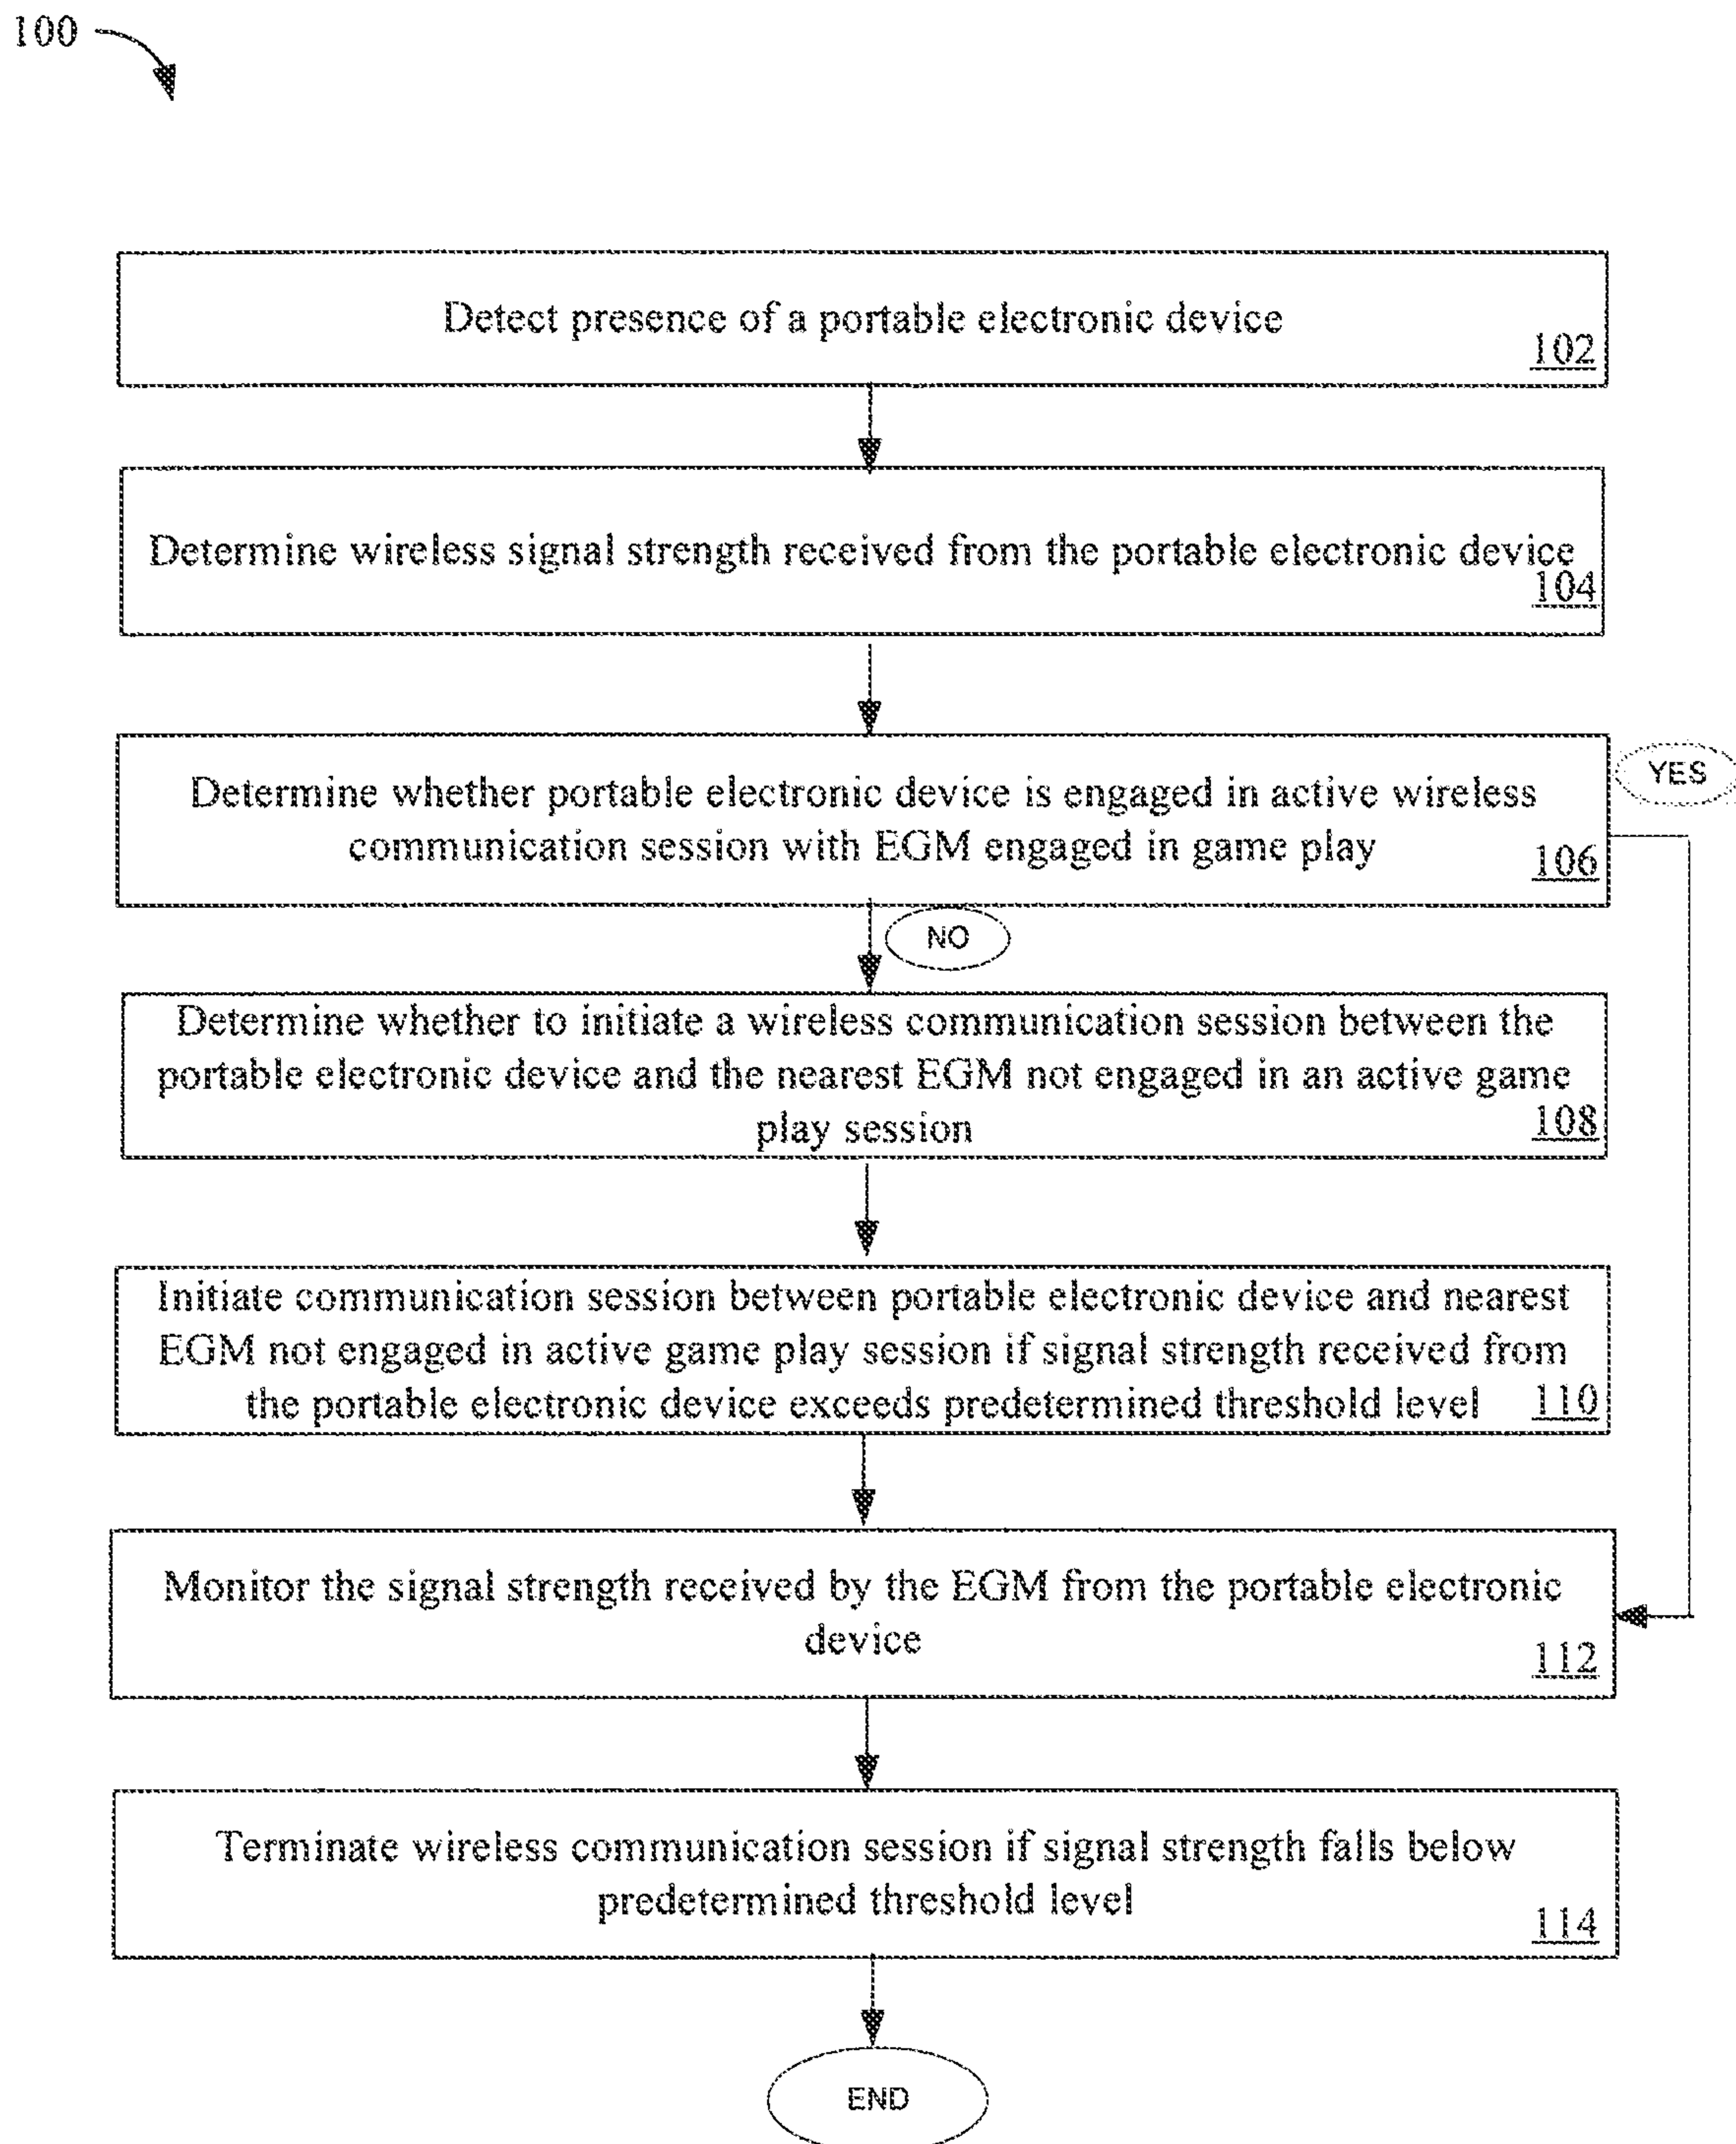 100
Detect presence of a portable electronic device
102
Determine wireless signal strength received from the portable electronic device
104
Determine whether portable electronic device is engaged in active wireless
communication session with EGM engaged in game play
106
YES
NO
Determine whether to initiate a wireless communication session between the
portable electronic device and the nearest EGM not engaged in an active game
play session
108
Initiate communication session between portable electronic device and nearest
EGM not engaged in active game play session if signal strength received from
the portable electronic device exceeds predetermined threshold level
110
Monitor the signal strength received by the EGM from the portable electronic
device
112
Terminate wireless communication session if signal strength falls below
predetermined threshold level
114
END